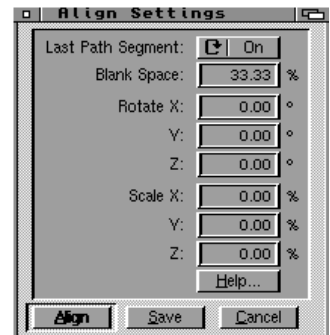 Align Settings
Last Path Segment: On
Blank Space: 33.33 %
Rotate X: 0.00 °
Y: 0.00 °
Z: 0.00 °
Scale X: 0.00 %
Y: 0.00 %
Z: 0.00 %
Help...
Align Save Cancel